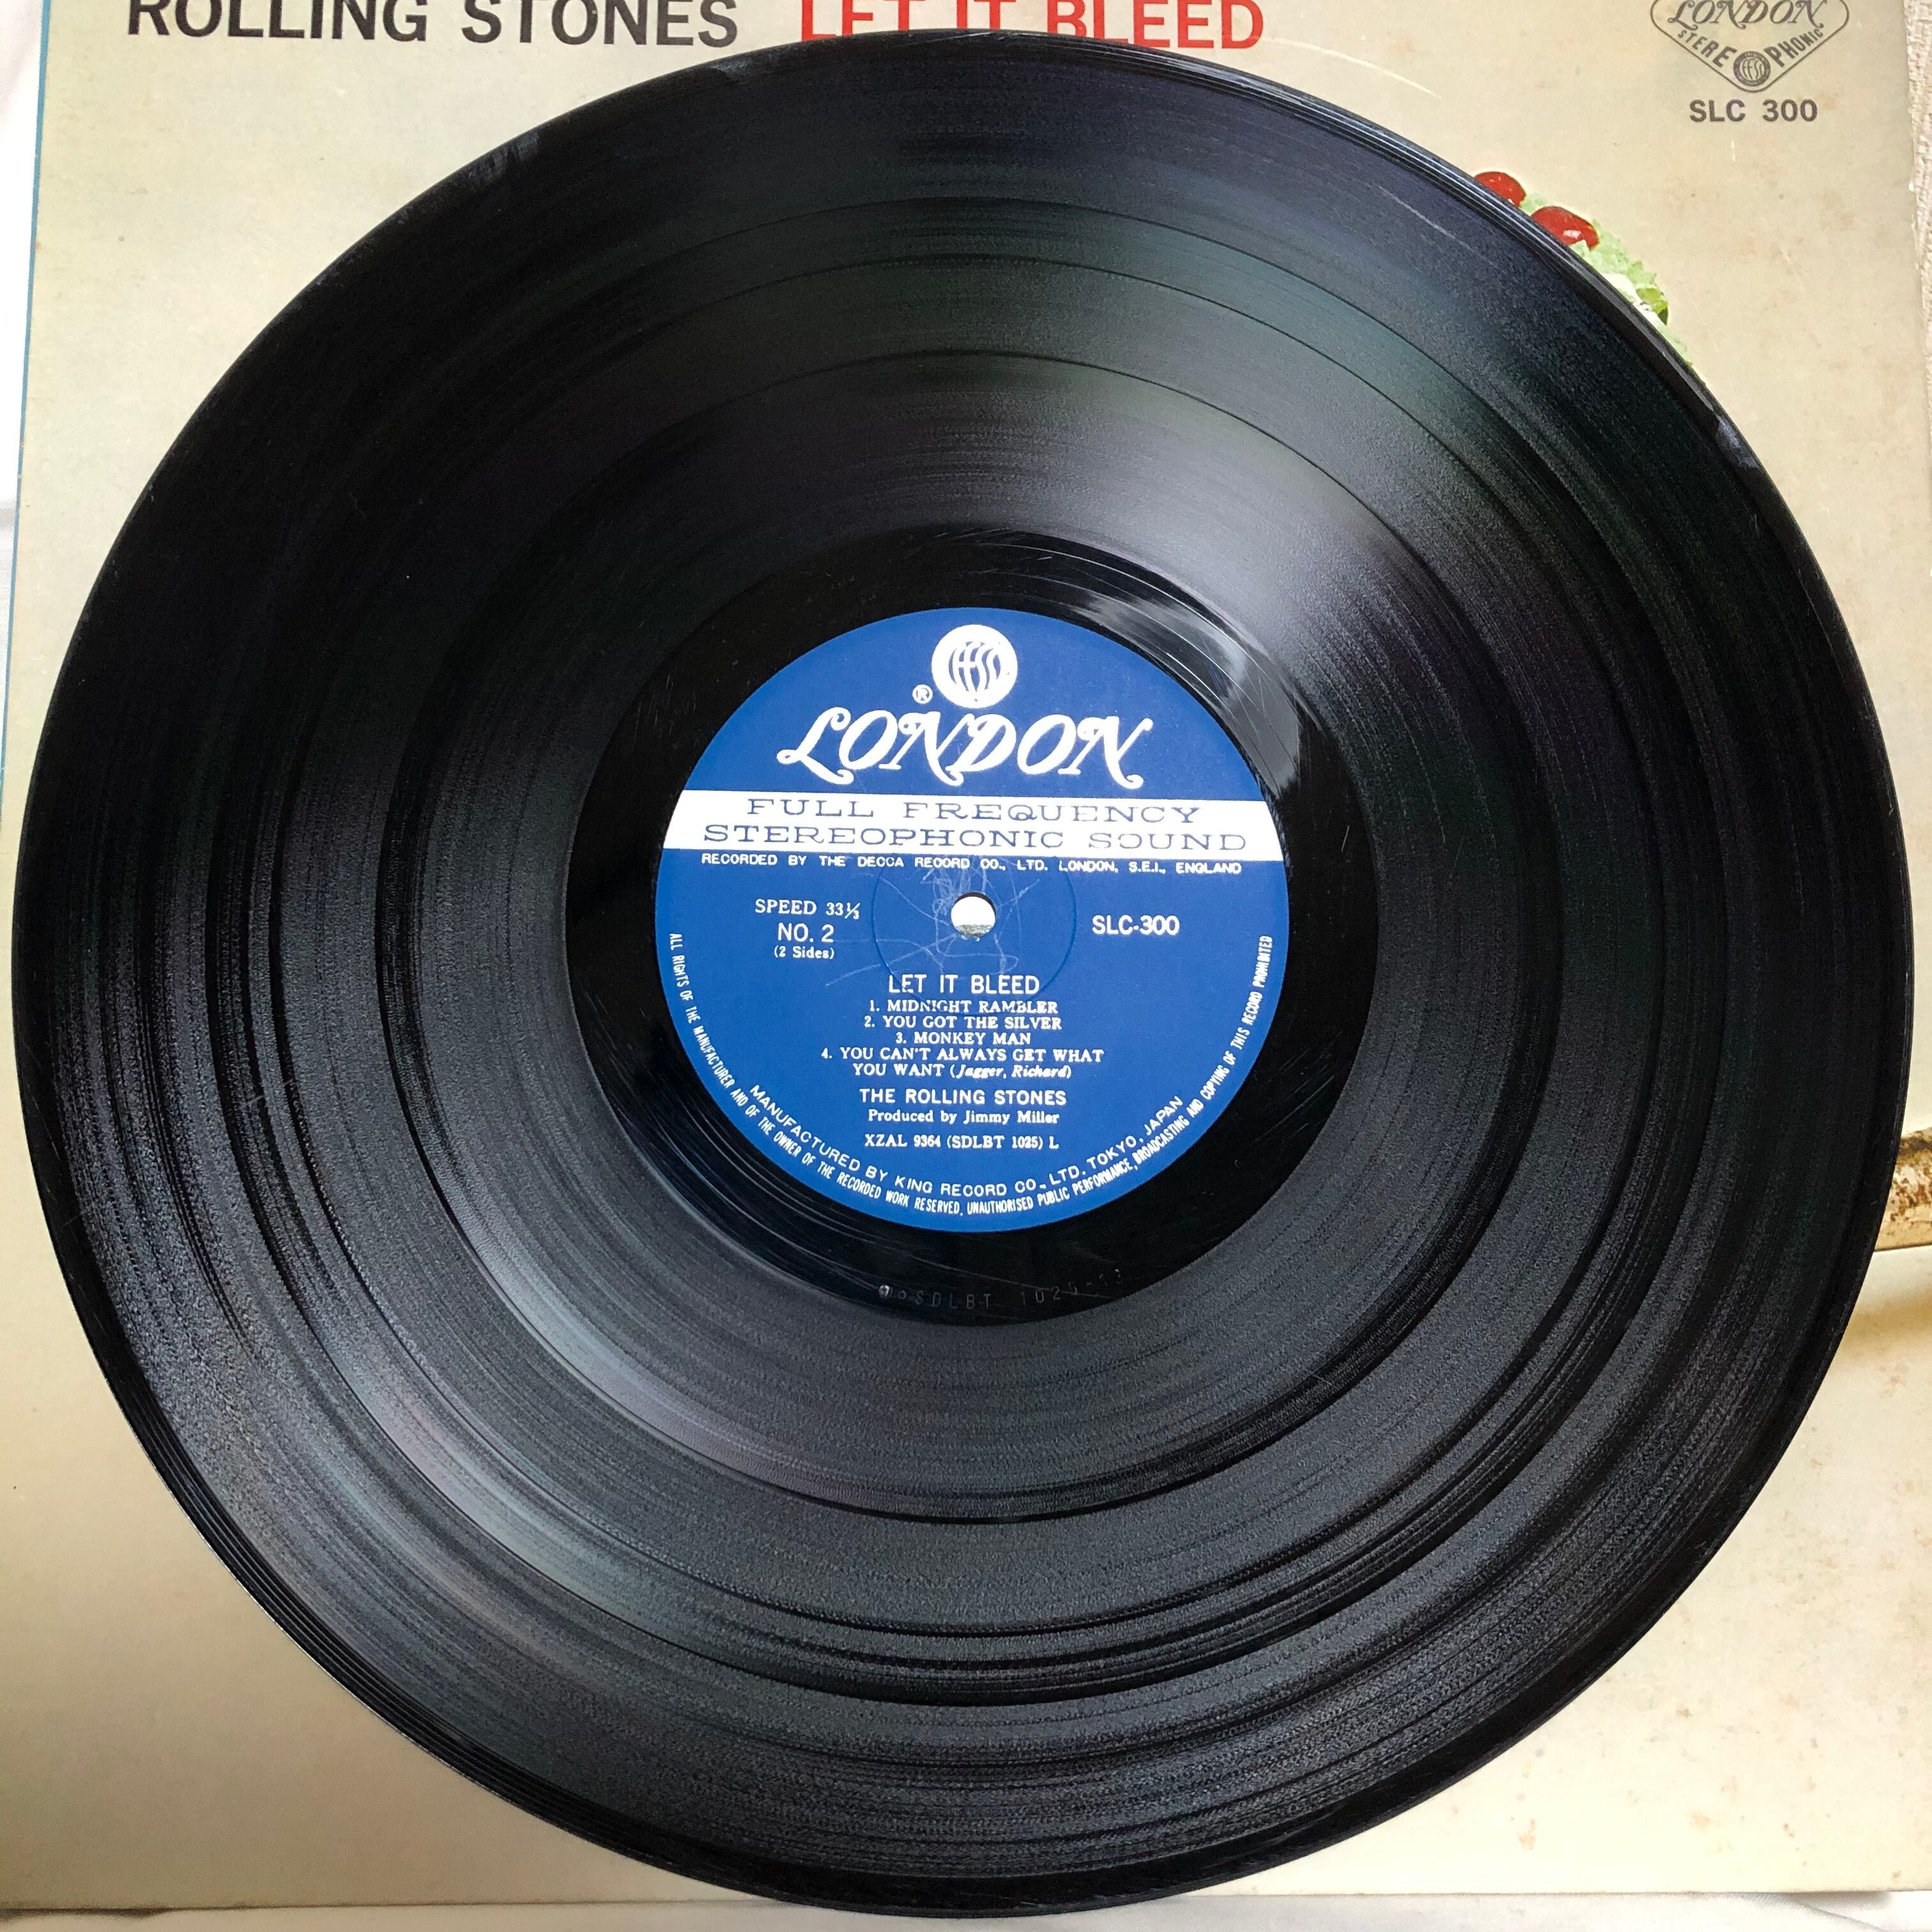 ROLLING STONES LET IT BLEED
LONDON
STEREOPHONIC
FFSS
SLC 300
FFSS
®
LONDON
FULL FREQUENCY
STEREOPHONIC SOUND
RECORDED BY THE DECCA RECORD CO., LTD. LONDON, S.E.I., ENGLAND
SPEED 33⅓
NO. 2
(2 Sides)
SLC-300
LET IT BLEED
1. MIDNIGHT RAMBLER
2. YOU GOT THE SILVER
3. MONKEY MAN
4. YOU CAN'T ALWAYS GET WHAT
YOU WANT (Jagger, Richard)
THE ROLLING STONES
Produced by Jimmy Miller
XZAL 9364 (SDLBT 1025) L
MANUFACTURED BY KING RECORD CO., LTD. TOKYO, JAPAN
ALL RIGHTS OF THE MANUFACTURER AND OF THE OWNER OF THE RECORDED WORK RESERVED, UNAUTHORISED PUBLIC PERFORMANCE, BROADCASTING AND COPYING OF THIS RECORD PROHIBITED
SDLBT 1025-13